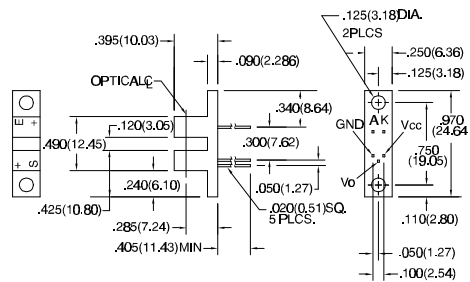 .125(3.18)DIA.
2PLCS
.395(10.03)
.250(6.36)
.090(2.286)
.125(3.18)
OPTICAL CL
.340(8.64)
E +
A K
.970
(24.64
.120(3.05)
GND
Vcc
.490(12.45)
.300(7.62)
.750
(19.05)
+ S
Vo
.240(6.10)
.050(1.27)
.425(10.80)
.020(0.51)SQ.
5 PLCS.
.110(2.80)
.285(7.24)
.405(11.43)MIN
.050(1.27)
.100(2.54)